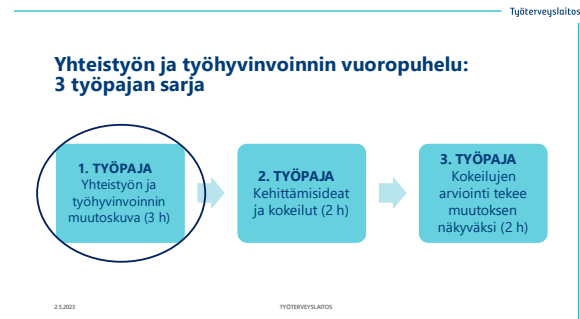 Työterveyslaitos
Yhteistyön ja työhyvinvoinnin vuoropuhelu:
3 työpajan sarja
1. TYÖPAJA
Yhteistyön ja
työhyvinvoinnin
muutoskuva (3 h)
2. TYÖPAJA
Kehittämisideat
ja kokeilut (2 h)
3. TYÖPAJA
Kokeilujen
arviointi tekee
muutoksen
näkyväksi (2 h)
2.5.2023
TYÖTERVEYSLAITOS